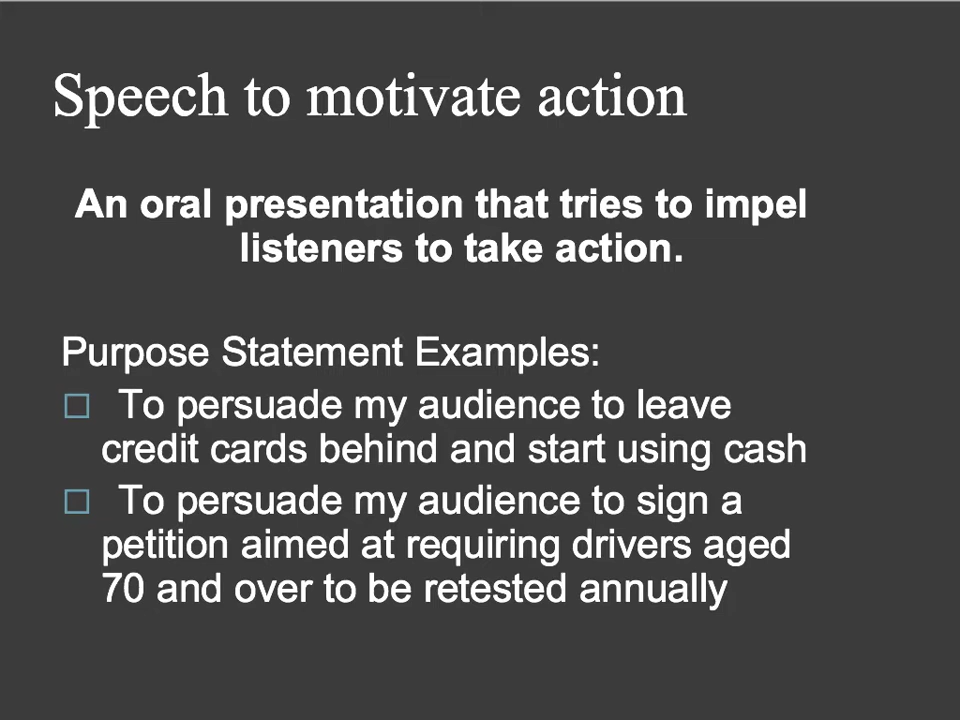 Speech to motivate action
An oral presentation that tries to impel
listeners to take action.
Purpose Statement Examples:
To persuade my audience to leave
credit cards behind and start using cash
To persuade my audience to sign a
petition aimed at requiring drivers aged
70 and over to be retested annually